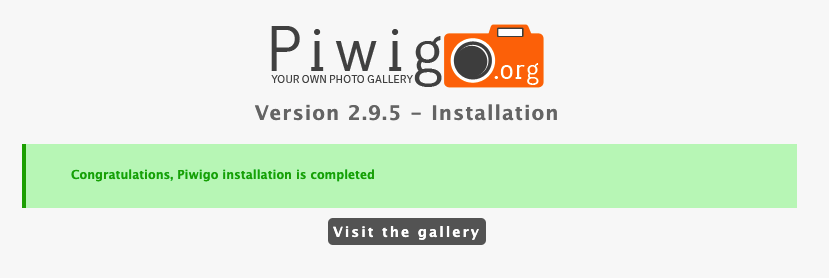 Piwigo.org
YOUR OWN PHOTO GALLERY
Version 2.9.5 - Installation
Congratulations, Piwigo installation is completed
Visit the gallery